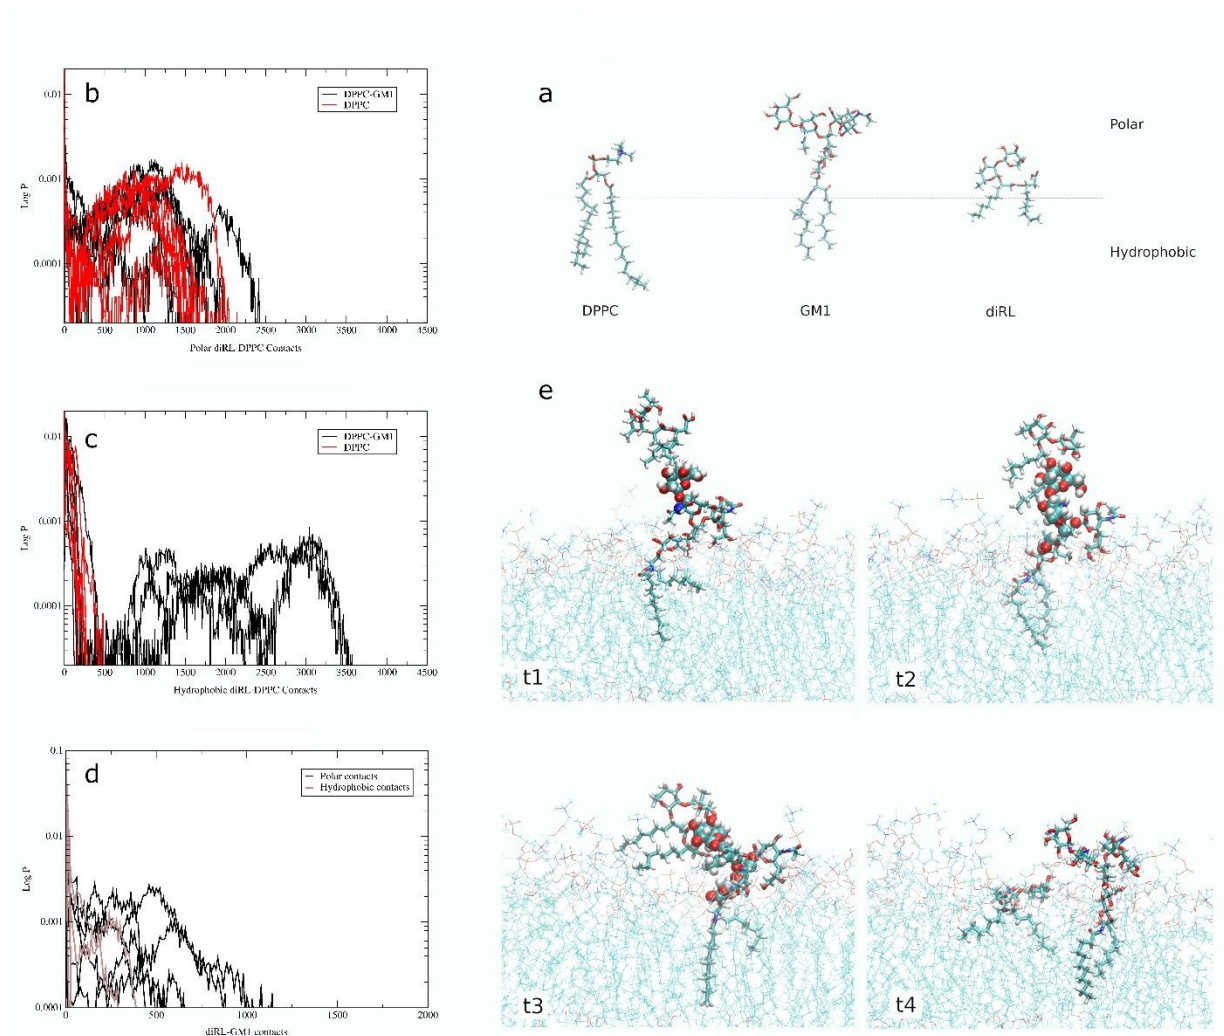 b
DPPC-GM1
DPPC
0.01
0.001
0.0001
Log P
0
500
1000
1500
2000
2500
3000
3500
4000
4500
Polar diRL-DPPC Contacts
a
Polar
Hydrophobic
DPPC
GM1
diRL
c
DPPC-GM1
DPPC
0.01
0.001
0.0001
Log P
0
500
1000
1500
2000
2500
3000
3500
4000
4500
Hydrophobic diRL-DPPC Contacts
d
Polar contacts
Hydrophobic contacts
0.1
0.01
0.001
0.0001
Log P
0
500
1000
1500
2000
diRL-GM1 contacts
e
t1
t2
t3
t4